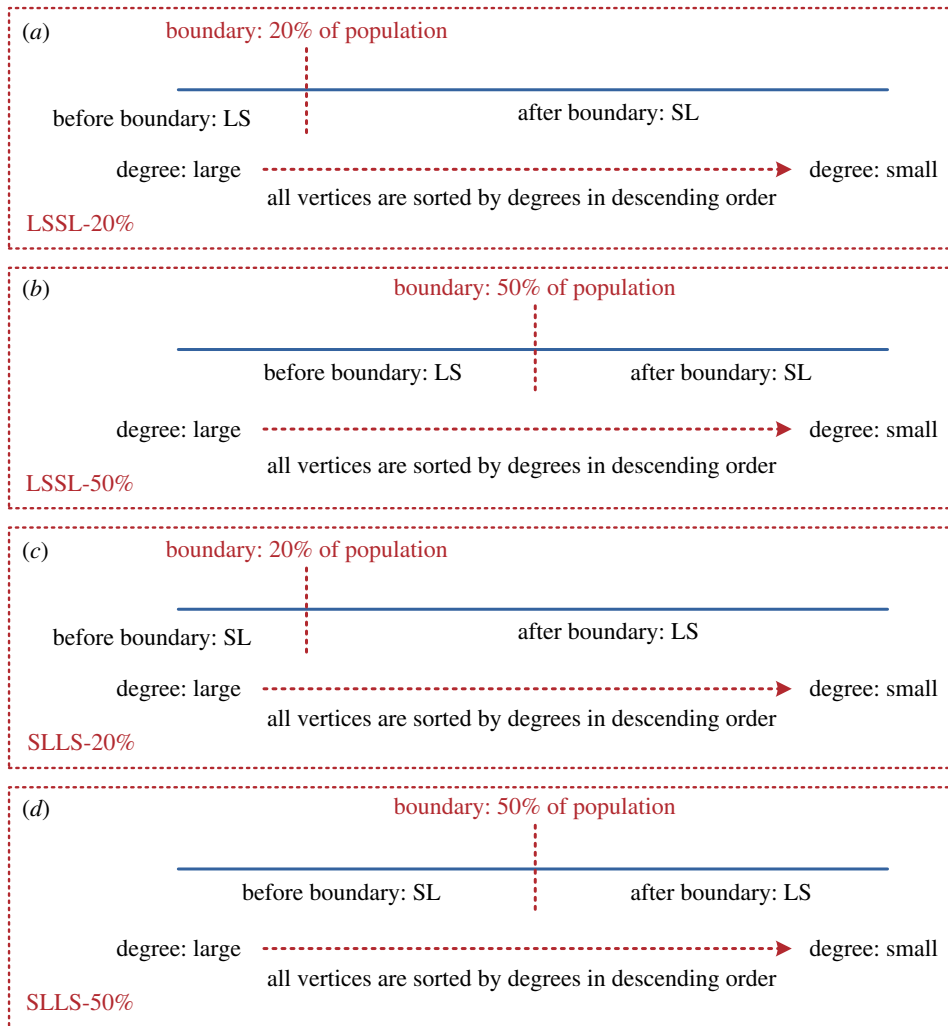 (a)
boundary: 20% of population
before boundary: LS
after boundary: SL
degree: large
degree: small
all vertices are sorted by degrees in descending order
LSSL-20%
(b)
boundary: 50% of population
before boundary: LS
after boundary: SL
degree: large
degree: small
all vertices are sorted by degrees in descending order
LSSL-50%
(c)
boundary: 20% of population
before boundary: SL
after boundary: LS
degree: large
degree: small
all vertices are sorted by degrees in descending order
SLLS-20%
(d)
boundary: 50% of population
before boundary: SL
after boundary: LS
degree: large
degree: small
all vertices are sorted by degrees in descending order
SLLS-50%